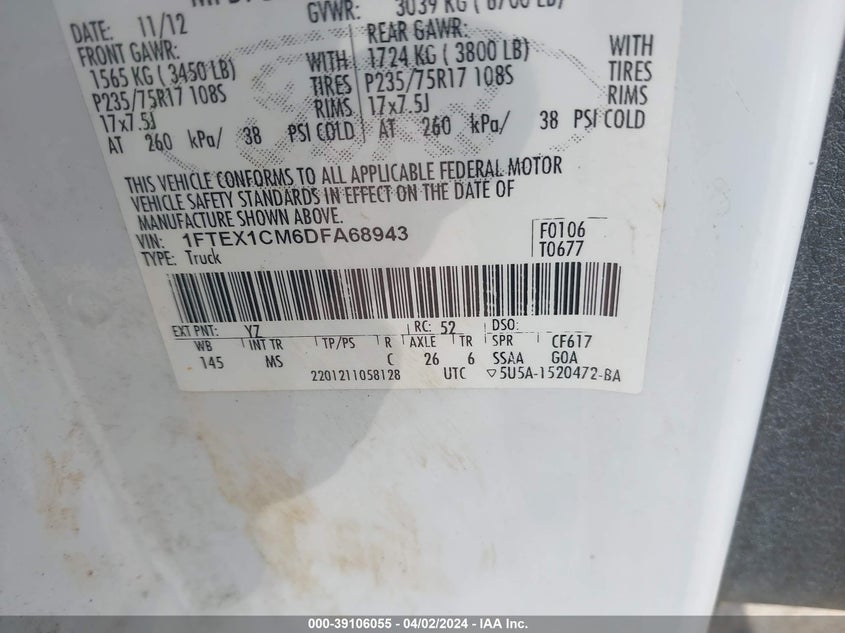 DATE: 11/12 GVWR: 3039 KG ( 6700 LB)
FRONT GAWR: REAR GAWR:
1565 KG ( 3450 LB) WITH 1724 KG ( 3800 LB) WITH
P235/75R17 108S TIRES P235/75R17 108S TIRES
17x7.5J RIMS 17x7.5J RIMS
AT 260 kPa/ 38 PSI COLD AT 260 kPa/ 38 PSI COLD
THIS VEHICLE CONFORMS TO ALL APPLICABLE FEDERAL MOTOR
VEHICLE SAFETY STANDARDS IN EFFECT ON THE DATE OF
MANUFACTURE SHOWN ABOVE.
VIN: 1FTEX1CM6DFA68943 F0106
TYPE: Truck T0677
EXT PNT: YZ RC: 52 DSO:
WB INT TR TP/PS R AXLE TR SPR CF617
145 MS C 26 6 SSAA GOA
2201211058128 UTC ▽5U5A-1520472-BA
000-39106055 - 04/02/2024 - IAA Inc.